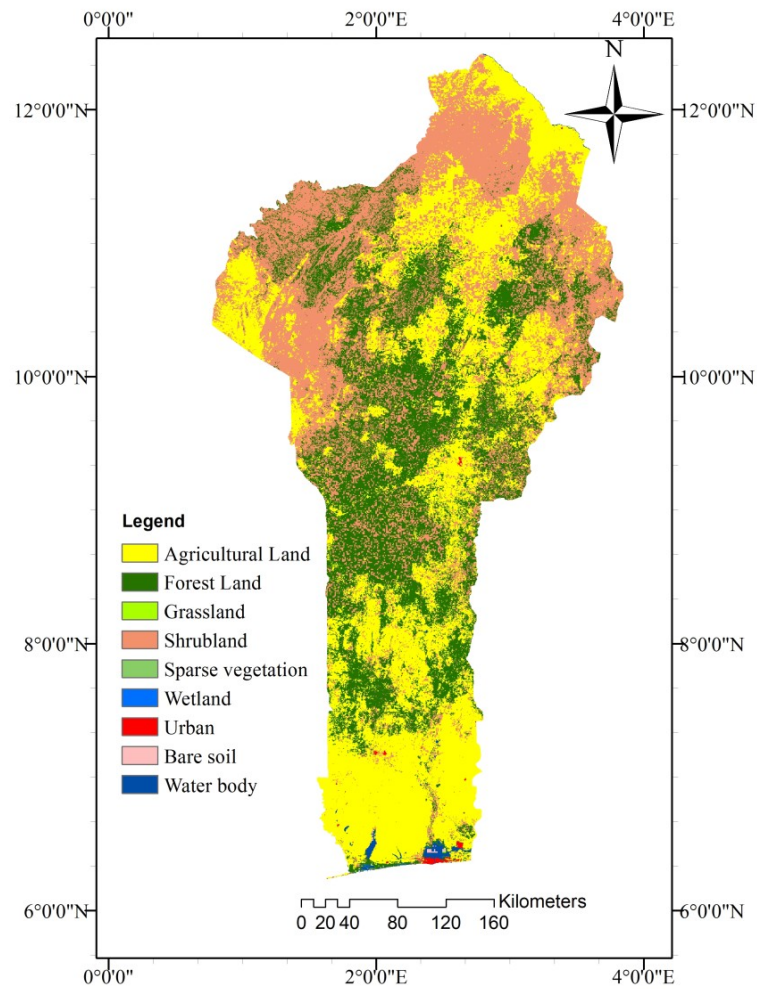 0°0'0" 2°0'0"E 4°0'0"E
N
12°0'0"N 12°0'0"N
10°0'0"N 10°0'0"N
Legend
Agricultural Land
Forest Land
Grassland
Shrubland
8°0'0"N 8°0'0"N
Sparse vegetation
Wetland
Urban
Bare soil
Water body
Kilometers
6°0'0"N 6°0'0"N
0 20 40 80 120 160
0°0'0" 2°0'0"E 4°0'0"E